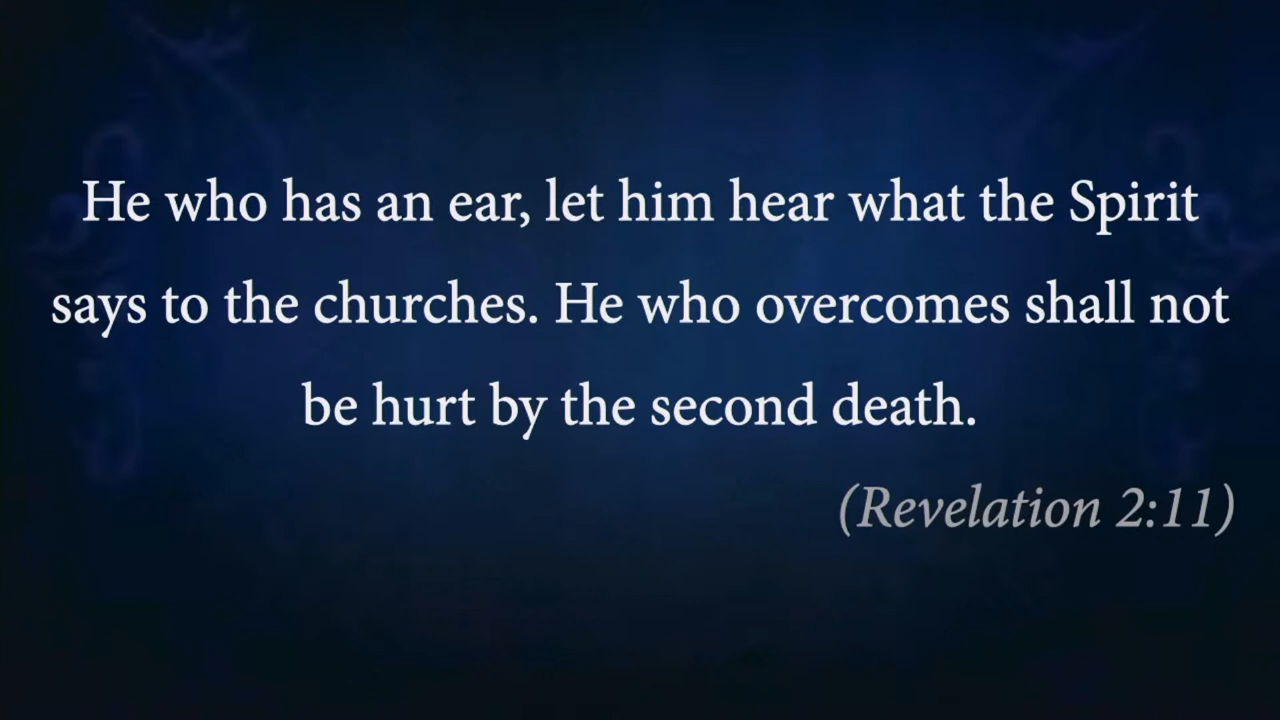 He who has an ear, let him hear what the Spirit
says to the churches. He who overcomes shall not
be hurt by the second death.
(Revelation 2:11)